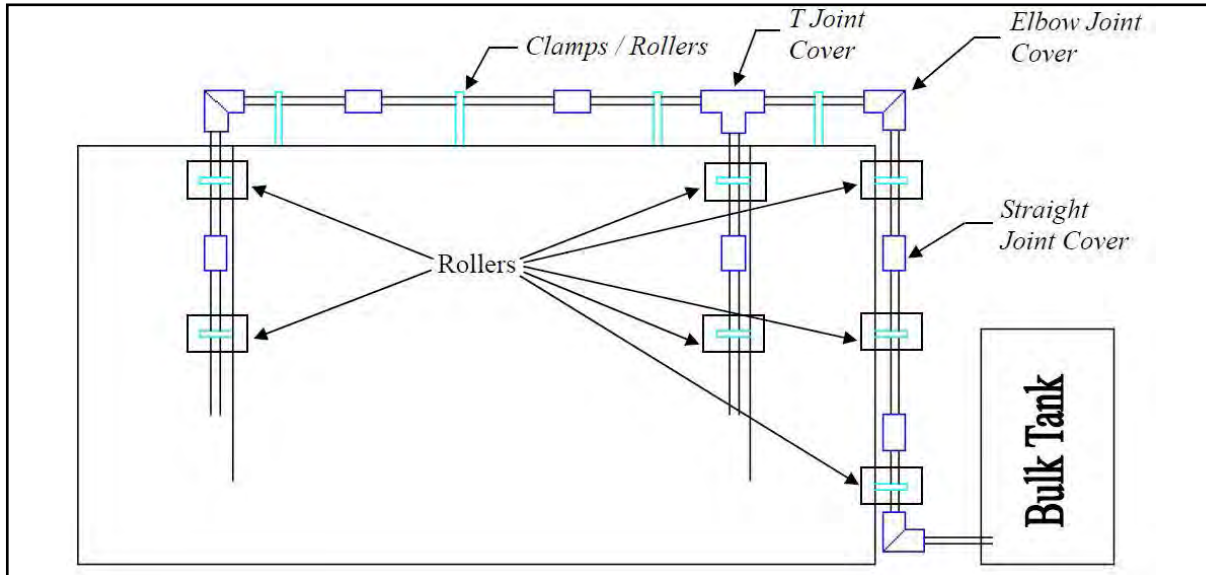 Clamps / Rollers
T Joint
Cover
Elbow Joint
Cover
Straight
Joint Cover
Rollers
Bulk Tank